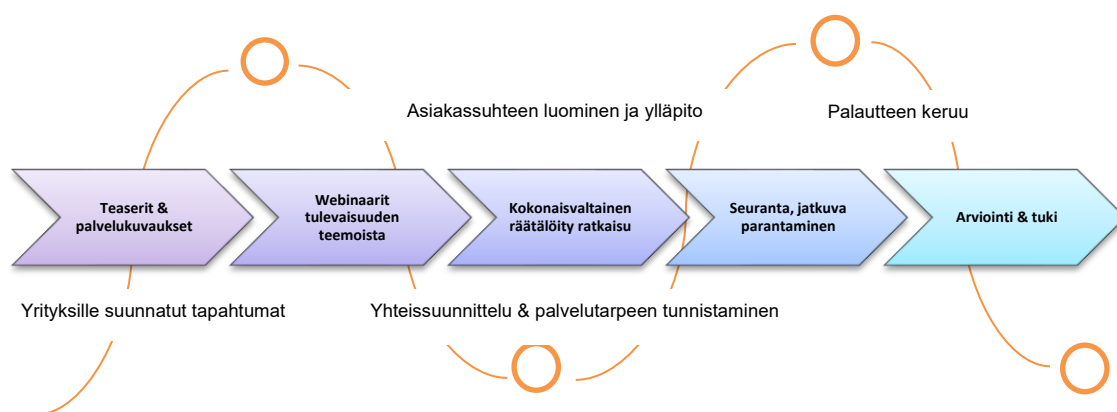 Asiakassuhteen luominen ja ylläpito
Palautteen keruu
Teaserit &
palvelukuvaukset
Webinaarit
tulevaisuuden
teemoista
Kokonaisvaltainen
räätälöity ratkaisu
Seuranta, jatkuva
parantaminen
Arviointi & tuki
Yrityksille suunnatut tapahtumat
Yhteissuunnittelu & palvelutarpeen tunnistaminen